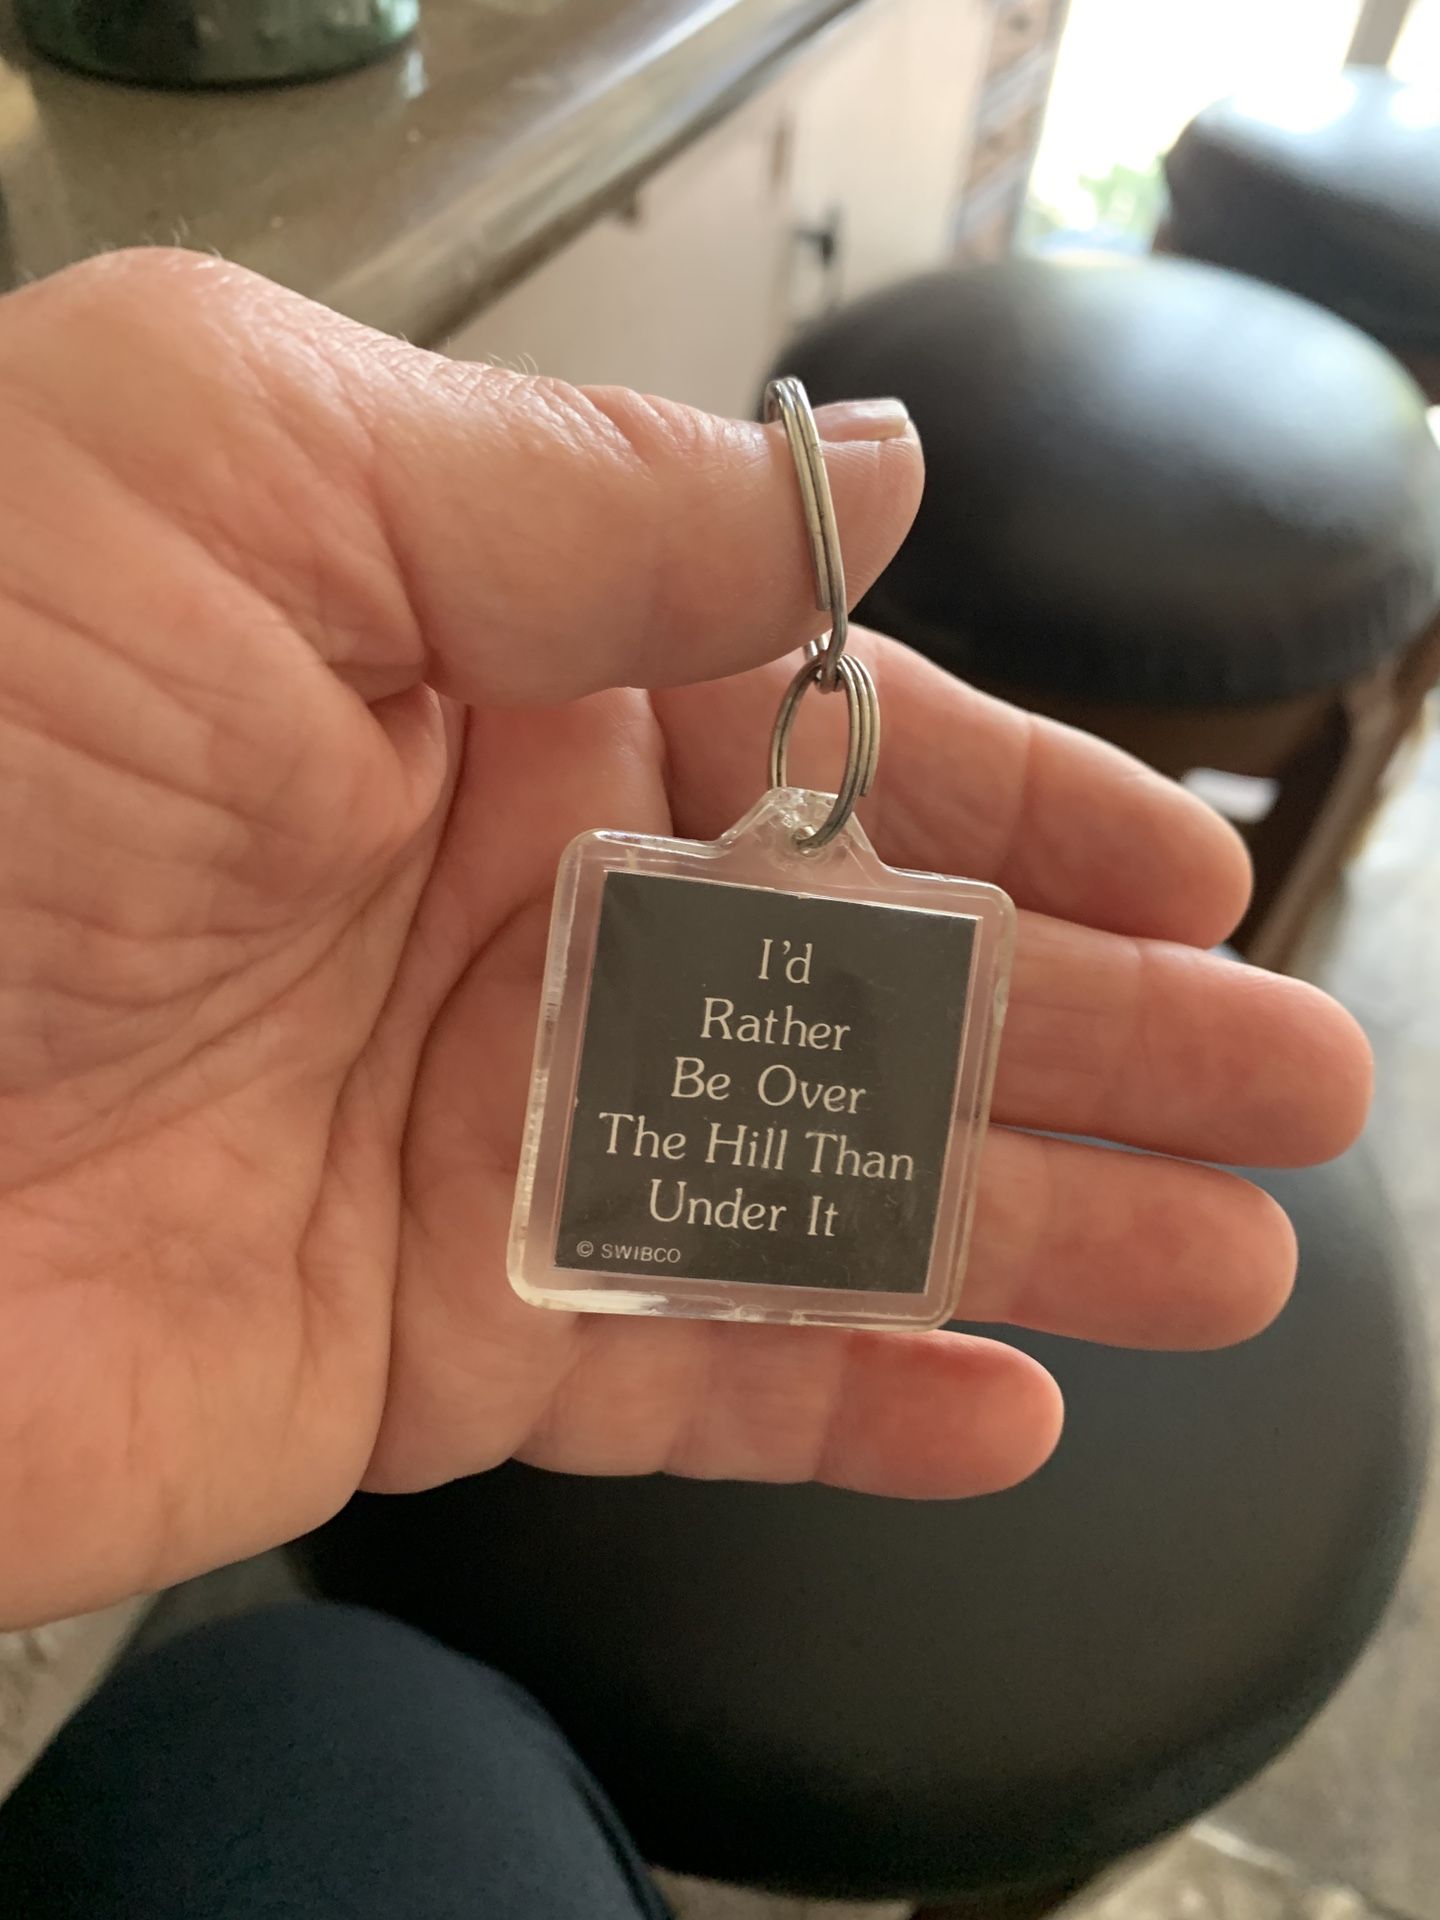 I'd
Rather
Be Over
The Hill Than
Under It
© SWIBCO